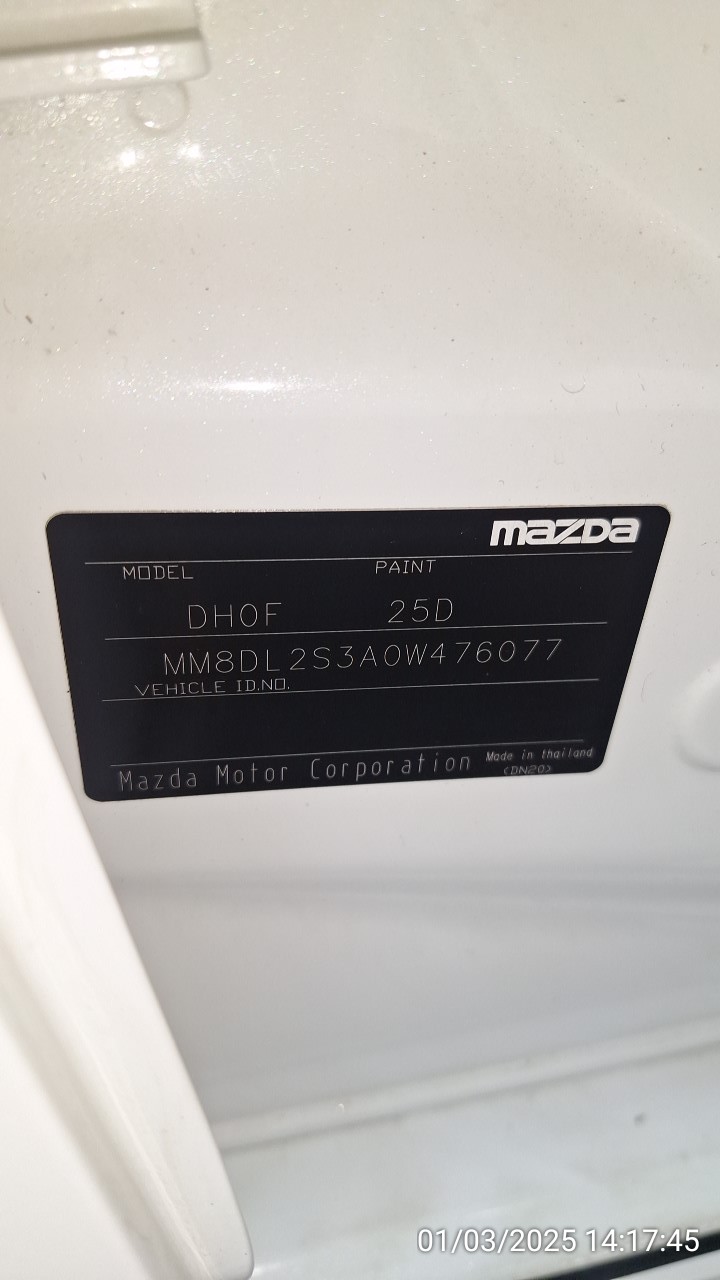 mazda
MODEL PAINT
DH0F 25D
MM8DL2S3A0W476077
VEHICLE ID.NO.
Mazda Motor Corporation Made in thailand
<DN20>
01/03/2025 14:17:45